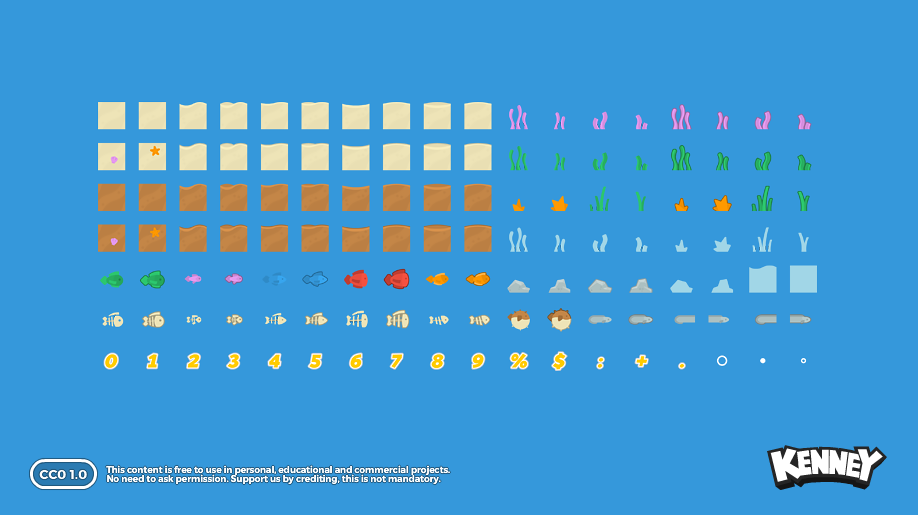 0 1 2 3 4 5 6 7 8 9 % $ : + .
CC0 1.0
This content is free to use in personal, educational and commercial projects.
No need to ask permission. Support us by crediting, this is not mandatory.
KENNEY